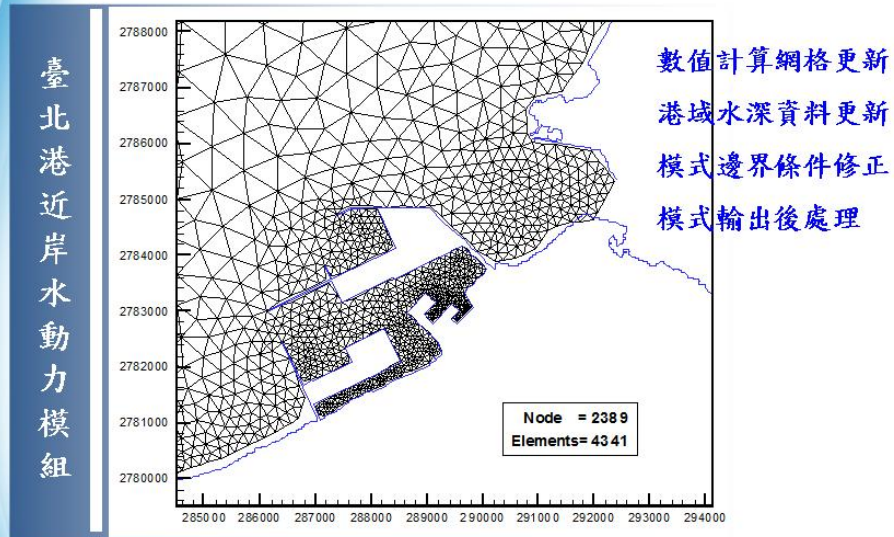 臺北港近岸水動力模組
2788000
2787000
2786000
2785000
2784000
2783000
2782000
2781000
2780000
285000 286000 287000 288000 289000 290000 291000 292000 293000 294000
Node = 2389
Elements= 4341
數值計算網格更新
港域水深資料更新
模式邊界條件修正
模式輸出後處理